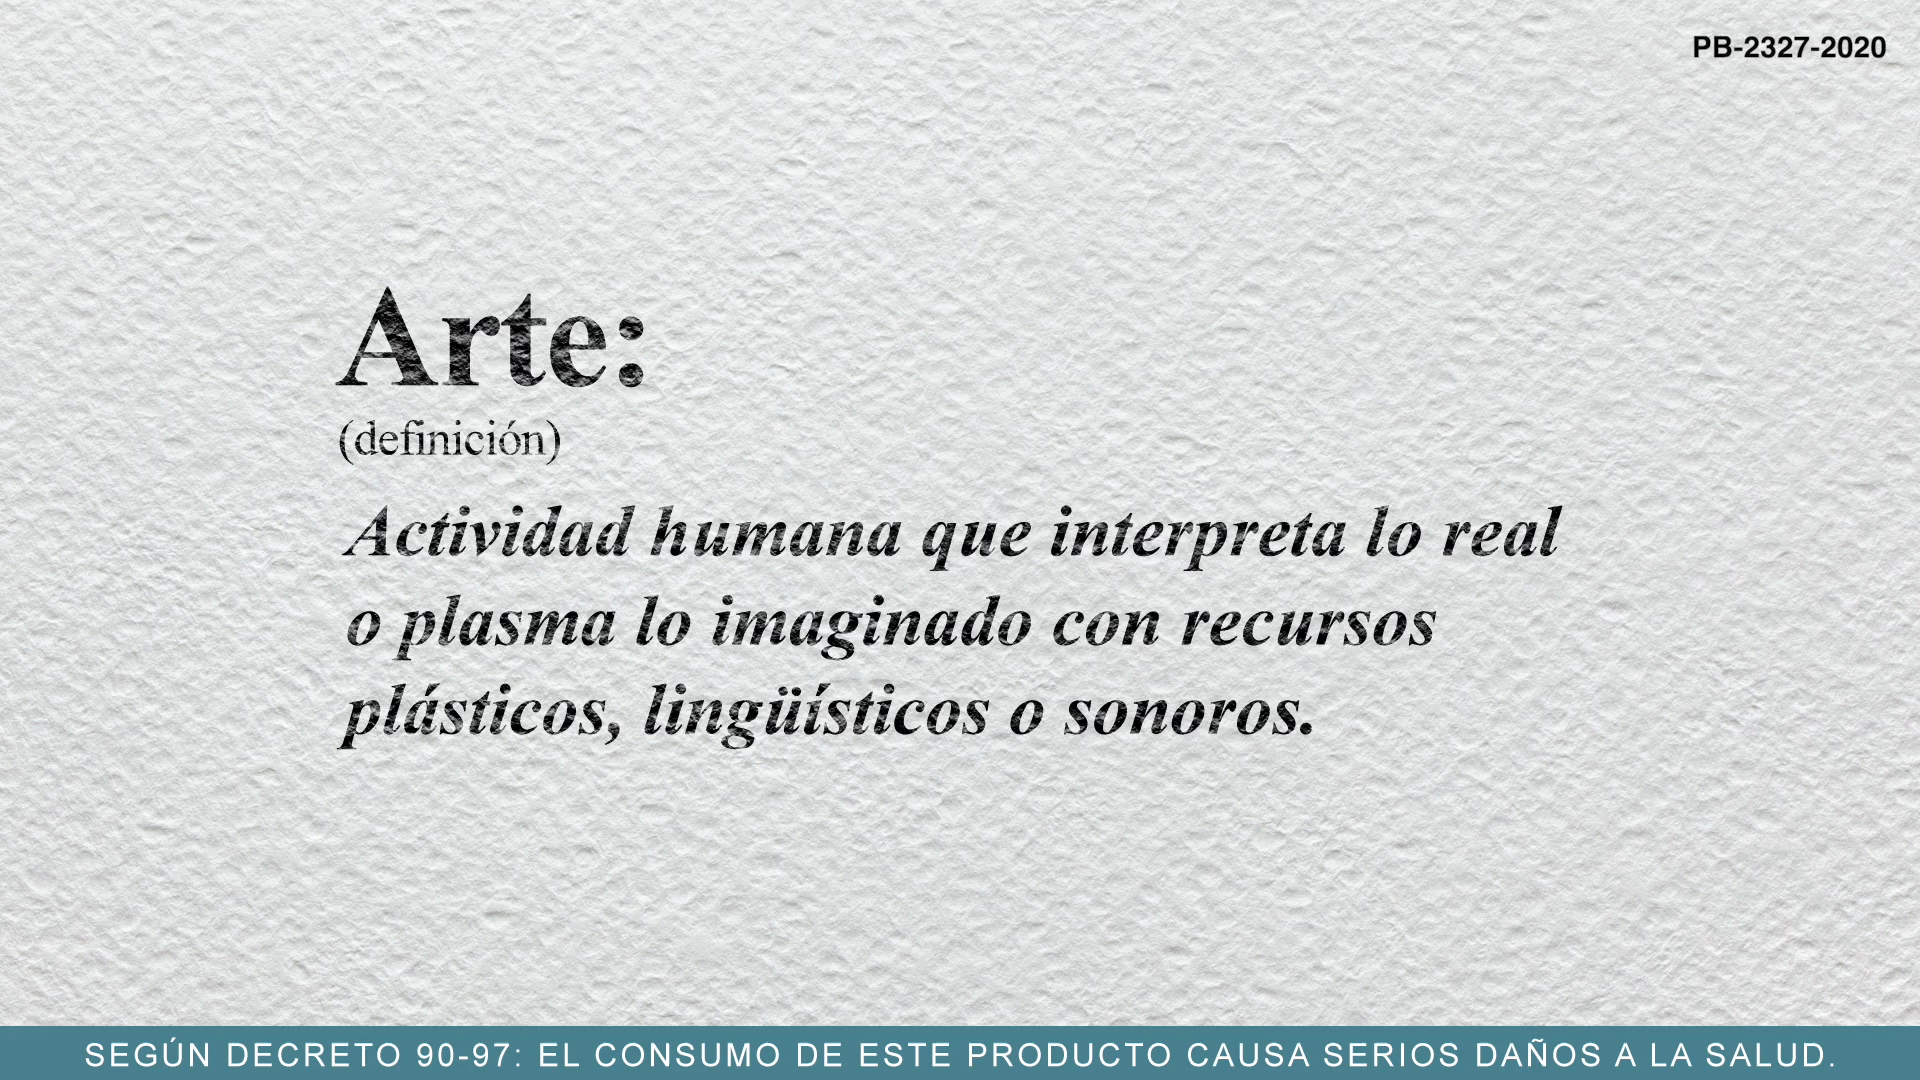 PB-2327-2020
Arte:
(definición)
Actividad humana que interpreta lo real
o plasma lo imaginado con recursos
plásticos, lingüísticos o sonoros.
SEGÚN DECRETO 90-97: EL CONSUMO DE ESTE PRODUCTO CAUSA SERIOS DAÑOS A LA SALUD.